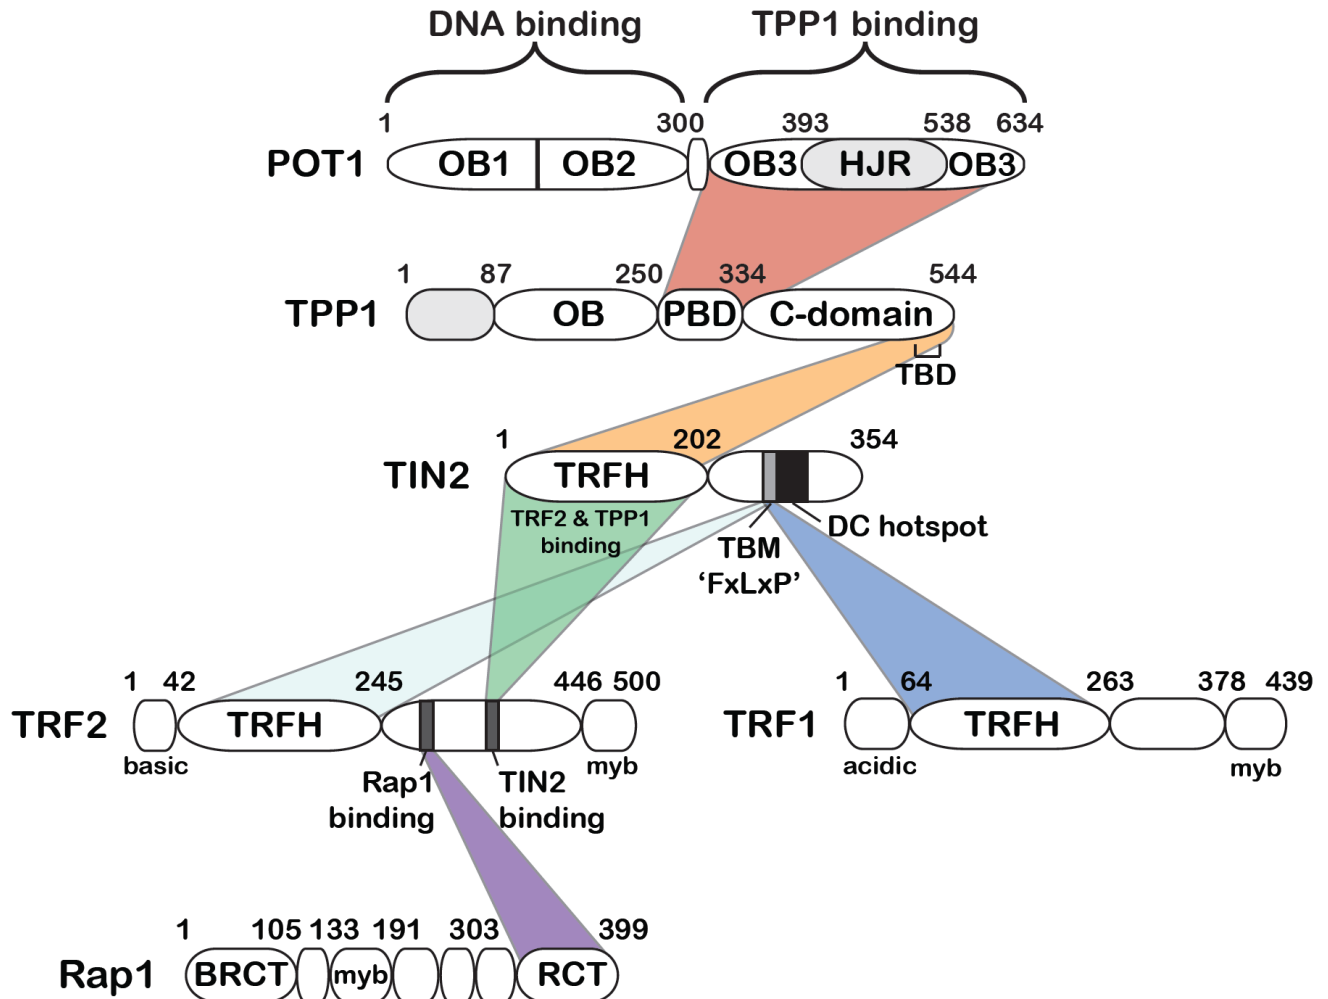 DNA binding TPP1 binding
1 300 393 538 634
POT1 OB1 OB2 OB3 HJR OB3
1 87 250 334 544
TPP1 OB PBD C-domain
TBD
1 202 354
TIN2 TRFH
TRF2 & TPP1
binding
DC hotspot
TBM
‘FxLxP’
1 42 245 446 500 1 64 263 378 439
TRF2 TRFH TRF1 TRFH
basic myb acidic myb
Rap1 TIN2
binding binding
1 105 133 191 303 399
Rap1 BRCT myb RCT